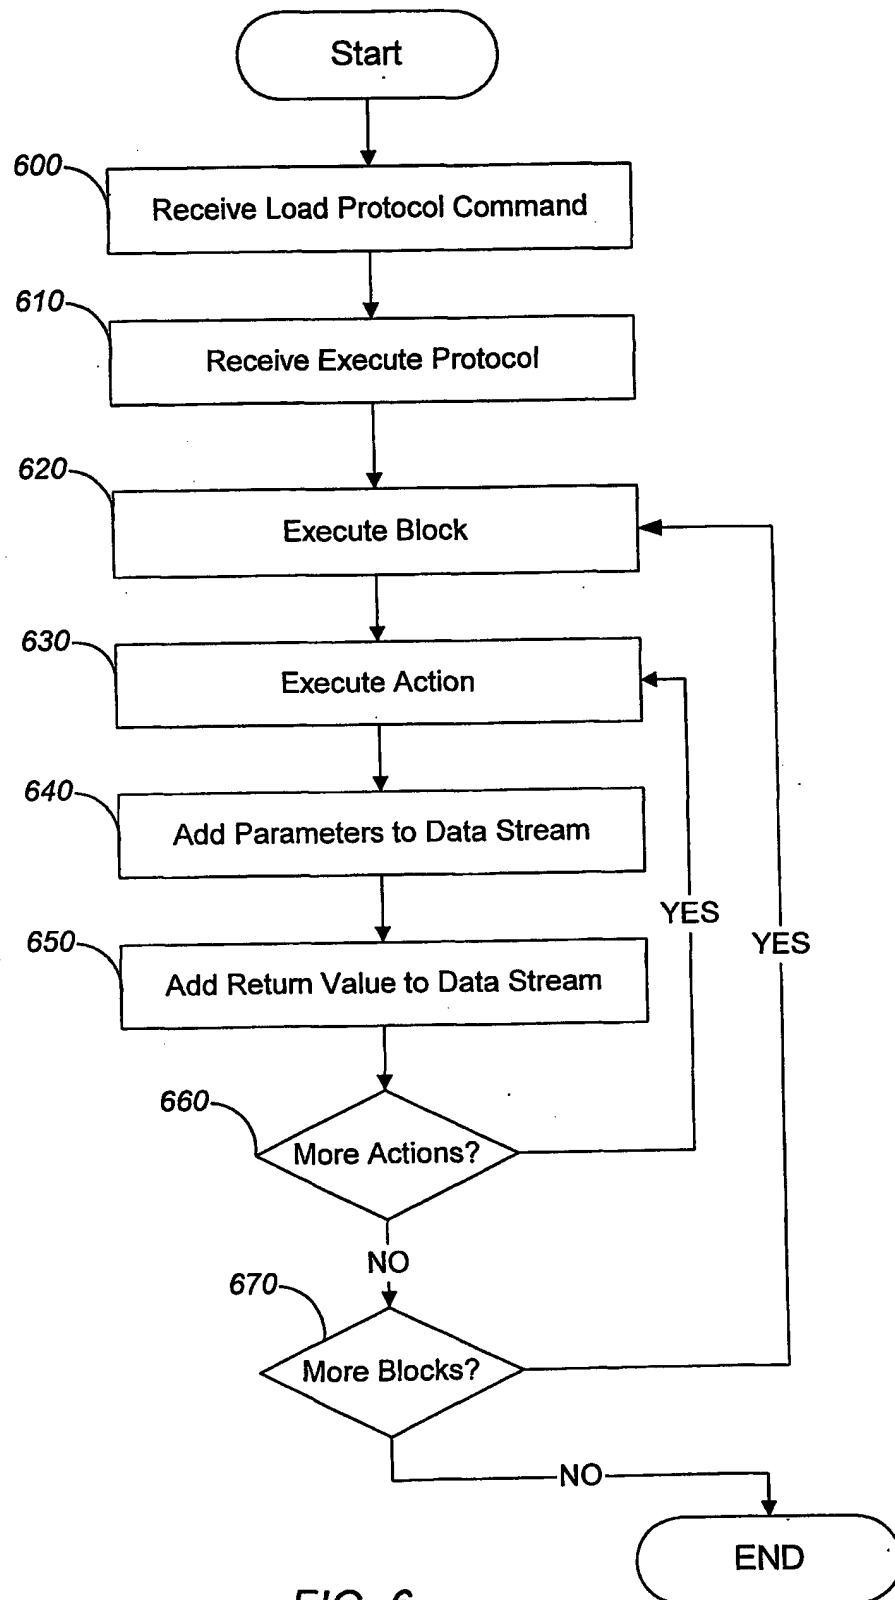 Start
600
Receive Load Protocol Command
610
Receive Execute Protocol
620
Execute Block
630
Execute Action
640
Add Parameters to Data Stream
650
Add Return Value to Data Stream
660
More Actions?
YES
YES
NO
670
More Blocks?
NO
END
FIG. 6